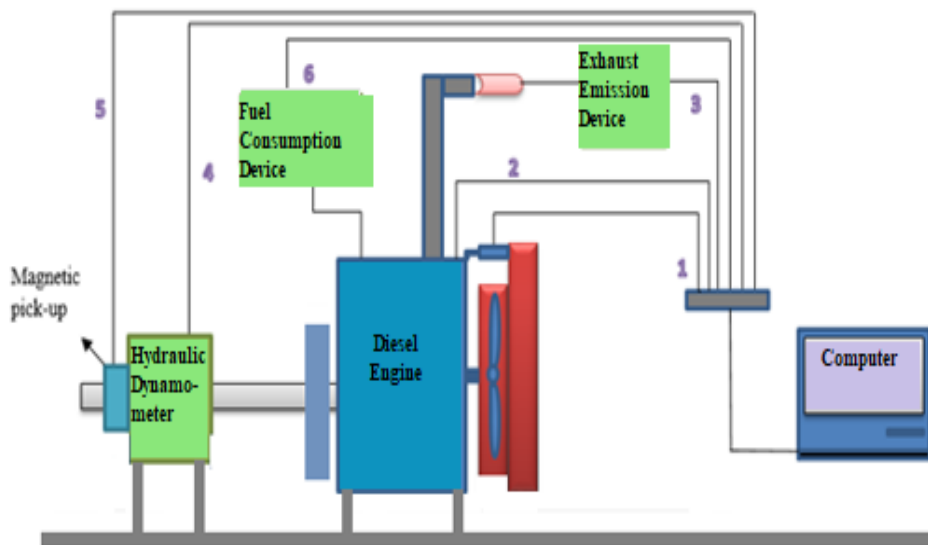 5
6
Fuel
Consumption
Device
4
Exhaust
Emission
Device
3
2
1
Magnetic
pick-up
Hydraulic
Dynamo-
meter
Diesel
Engine
Computer